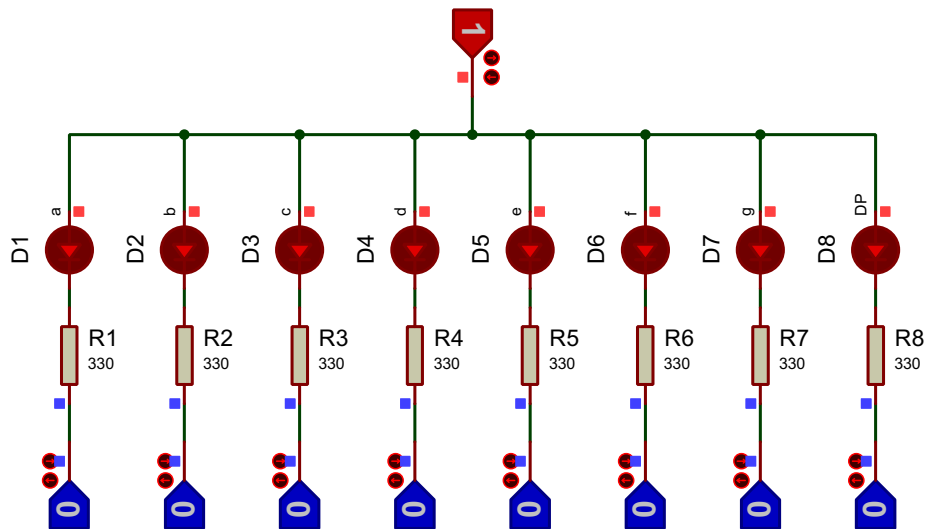 1
a b c d e f g DP
D1 D2 D3 D4 D5 D6 D7 D8
R1 R2 R3 R4 R5 R6 R7 R8
330 330 330 330 330 330 330 330
0 0 0 0 0 0 0 0